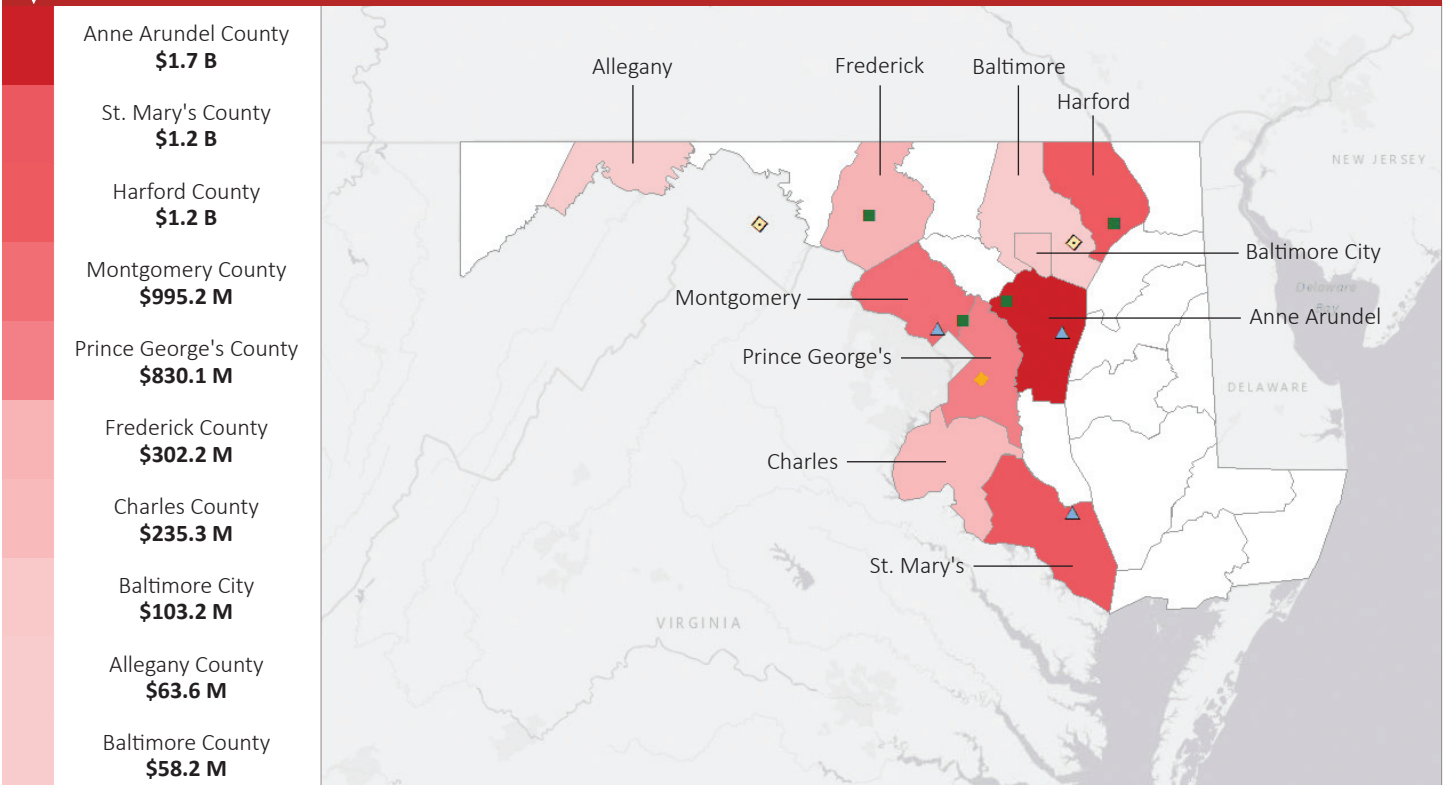 Anne Arundel County
$1.7 B
St. Mary's County
$1.2 B
Harford County
$1.2 B
Montgomery County
$995.2 M
Prince George's County
$830.1 M
Frederick County
$302.2 M
Charles County
$235.3 M
Baltimore City
$103.2 M
Allegany County
$63.6 M
Baltimore County
$58.2 M
Allegany
Frederick
Baltimore
Harford
NEW JERSEY
Baltimore City
Delaware
Bay
Montgomery
Anne Arundel
Prince George's
DELAWARE
Charles
St. Mary's
VIRGINIA